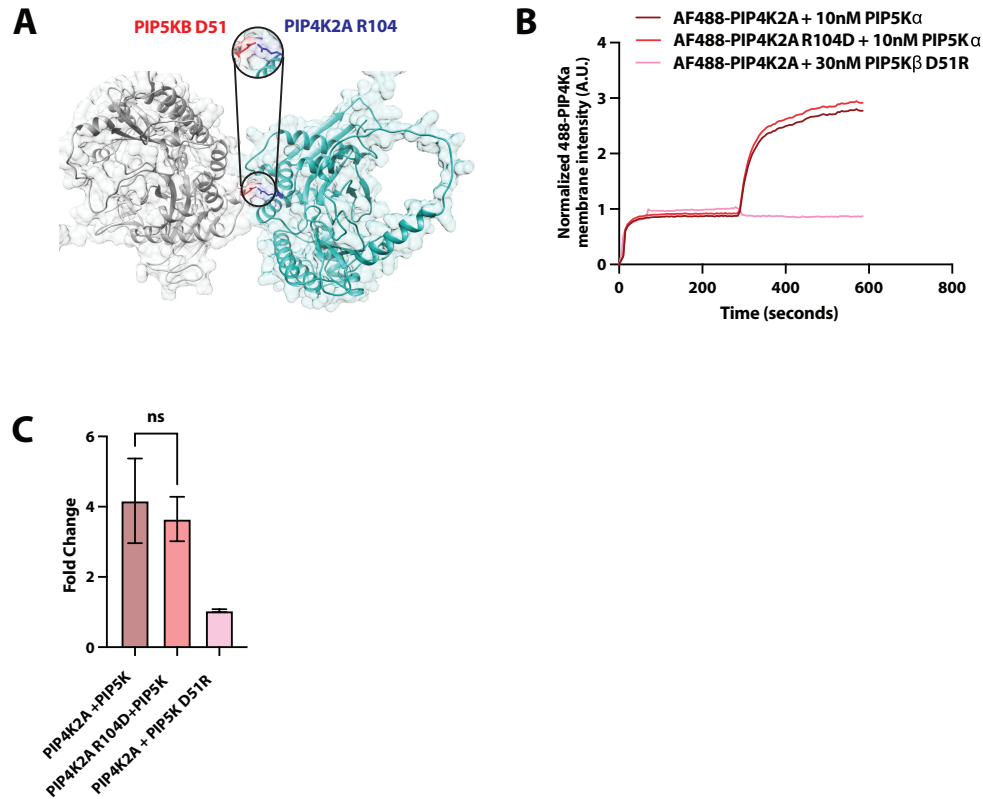 A
PIP5KB D51
PIP4K2A R104
B
AF488-PIP4K2A + 10nM PIP5Kα
AF488-PIP4K2A R104D + 10nM PIP5K α
AF488-PIP4K2A + 30nM PIP5Kβ D51R
Normalized 488-PIP4Ka
membrane intensity (A.U.)
4
3
2
1
0
0
200
400
600
800
Time (seconds)
C
ns
Fold Change
6
4
2
0
PIP4K2A +PIP5K
PIP4K2A R104D+PIP5K
PIP4K2A + PIP5K D51R